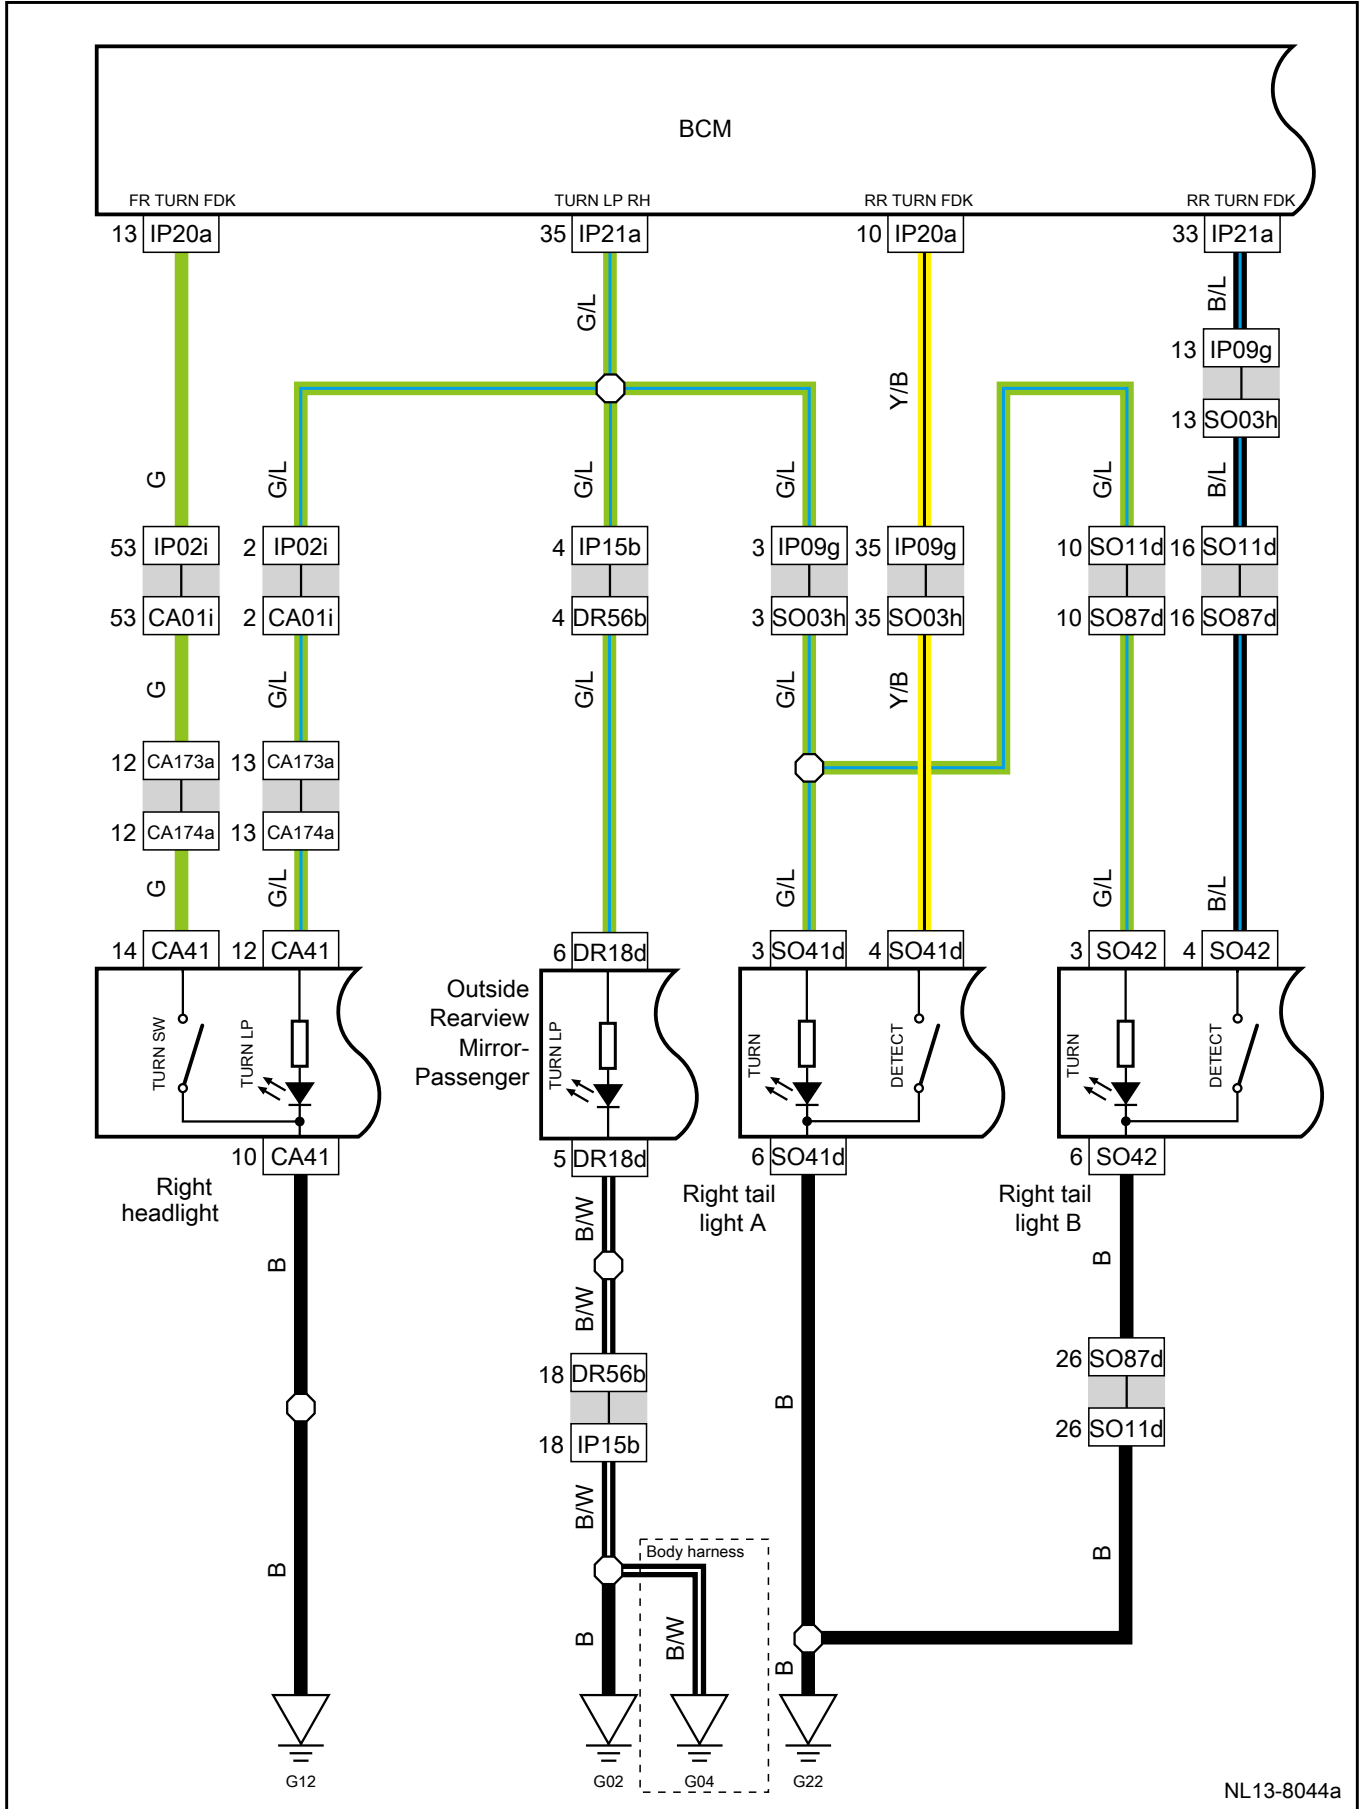 BCM
FR TURN FDK TURN LP RH RR TURN FDK RR TURN FDK
13 IP20a 35 IP21a 10 IP20a 33 IP21a
G/L B/L
13 IP09g
Y/B
13 SO03h
G G/L G/L G/L G/L B/L
53 IP02i 2 IP02i 4 IP15b 3 IP09g 35 IP09g 10 SO11d 16 SO11d
53 CA01i 2 CA01i 4 DR56b 3 SO03h 35 SO03h 10 SO87d 16 SO87d
G G/L G/L G/L Y/B
12 CA173a 13 CA173a
12 CA174a 13 CA174a
G G/L G/L G/L B/L
14 CA41 12 CA41 6 DR18d 3 SO41d 4 SO41d 3 SO42 4 SO42
Outside
Rearview
Mirror-
Passenger
TURN SW TURN LP TURN LP TURN DETECT TURN DETECT
10 CA41 5 DR18d 6 SO41d 6 SO42
Right
headlight
Right tail
light A
Right tail
light B
B B/W B
B/W
18 DR56b 26 SO87d
B
18 IP15b 26 SO11d
B/W
B B
Body harness
B B/W B
G12 G02 G04 G22
NL13-8044a